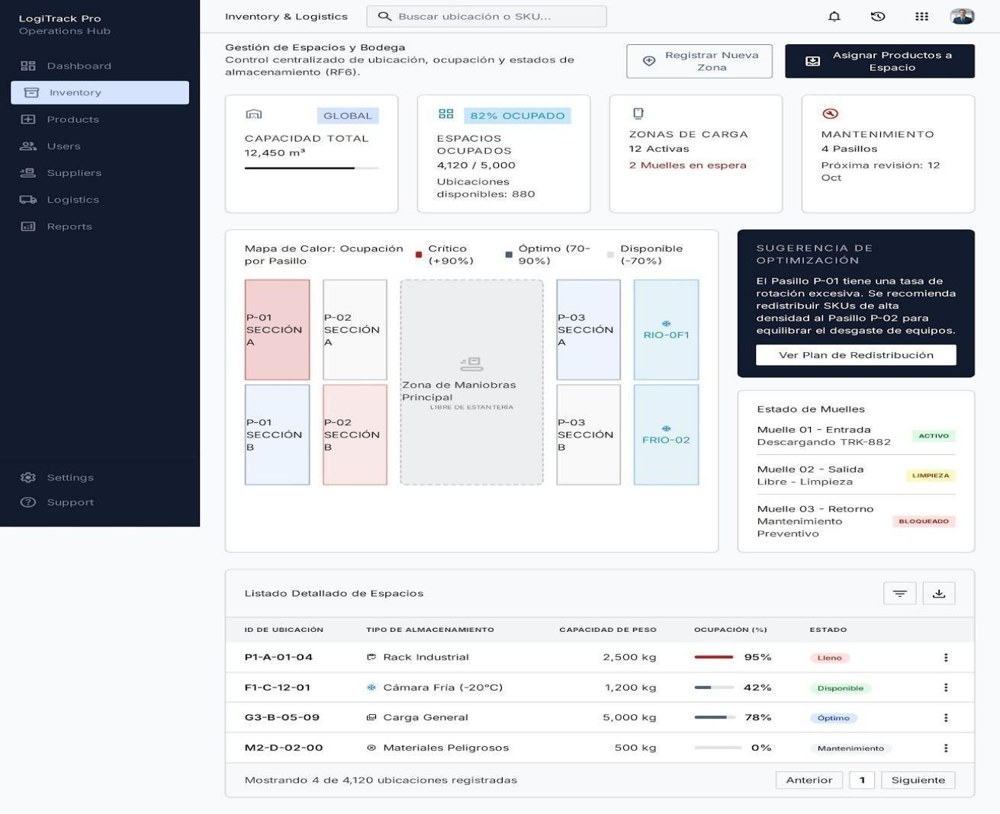 LogiTrack Pro
Operations Hub
Dashboard
Inventory
Products
Users
Suppliers
Logistics
Reports
Settings
Support
Inventory & Logistics
Buscar ubicación o SKU...
Gestión de Espacios y Bodega
Control centralizado de ubicación, ocupación y estados de
almacenamiento (RF6).
Registrar Nueva
Zona
Asignar Productos a
Espacio
GLOBAL
CAPACIDAD TOTAL
12,450 m³
82% OCUPADO
ESPACIOS
OCUPADOS
4,120 / 5,000
Ubicaciones
disponibles: 880
ZONAS DE CARGA
12 Activas
2 Muelles en espera
MANTENIMIENTO
4 Pasillos
Próxima revisión: 12
Oct
Mapa de Calor: Ocupación
por Pasillo
Crítico
(+90%)
Óptimo (70-
90%)
Disponible
(-70%)
P-01
SECCIÓN
A
P-02
SECCIÓN
A
Zona de Maniobras
Principal
LIBRE DE ESTANTERÍA
P-03
SECCIÓN
A
RIO-0F1
P-01
SECCIÓN
B
P-02
SECCIÓN
B
P-03
SECCIÓN
B
FRIO-02
SUGERENCIA DE
OPTIMIZACIÓN
El Pasillo P-01 tiene una tasa de
rotación excesiva. Se recomienda
redistribuir SKUs de alta
densidad al Pasillo P-02 para
equilibrar el desgaste de equipos.
Ver Plan de Redistribución
Estado de Muelles
Muelle 01 - Entrada
Descargando TRK-882
ACTIVO
Muelle 02 - Salida
Libre - Limpieza
LIMPIEZA
Muelle 03 - Retorno
Mantenimiento
Preventivo
BLOQUEADO
Listado Detallado de Espacios
ID DE UBICACIÓN TIPO DE ALMACENAMIENTO CAPACIDAD DE PESO OCUPACIÓN (%) ESTADO
P1-A-01-04 Rack Industrial 2,500 kg 95% Lleno
F1-C-12-01 Cámara Fría (-20°C) 1,200 kg 42% Disponible
G3-B-05-09 Carga General 5,000 kg 78% Óptimo
M2-D-02-00 Materiales Peligrosos 500 kg 0% Mantenimiento
Mostrando 4 de 4,120 ubicaciones registradas
Anterior 1 Siguiente